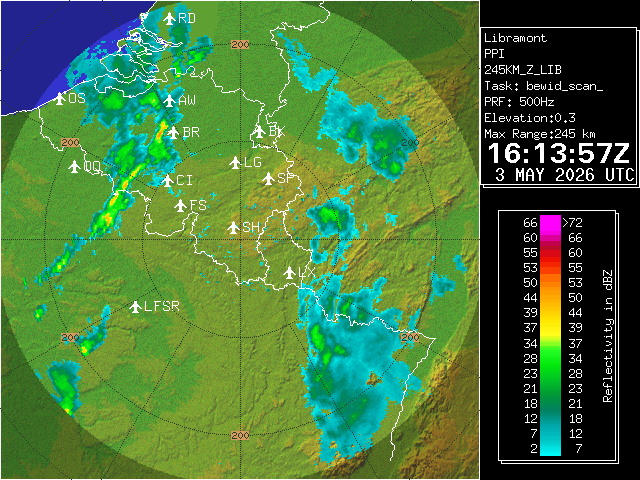 Libramont
PPI
245KM_Z_LIB
Task: bewid_scan_
PRF: 500Hz
Elevation:0.3
Max Range:245 km
16:13:57Z
3 MAY 2026 UTC
66 >72
60 66
55 60
53 55
50 53
44 50
39 44
37 39
34 37
28 34
23 28
21 23
18 21
12 18
7 12
2 7
Reflectivity in dBZ
RD
200
OS
AW
BR
BK
200
200
QQ
LG
CI
SP
FS
SH
LX
LFSR
200
200
200